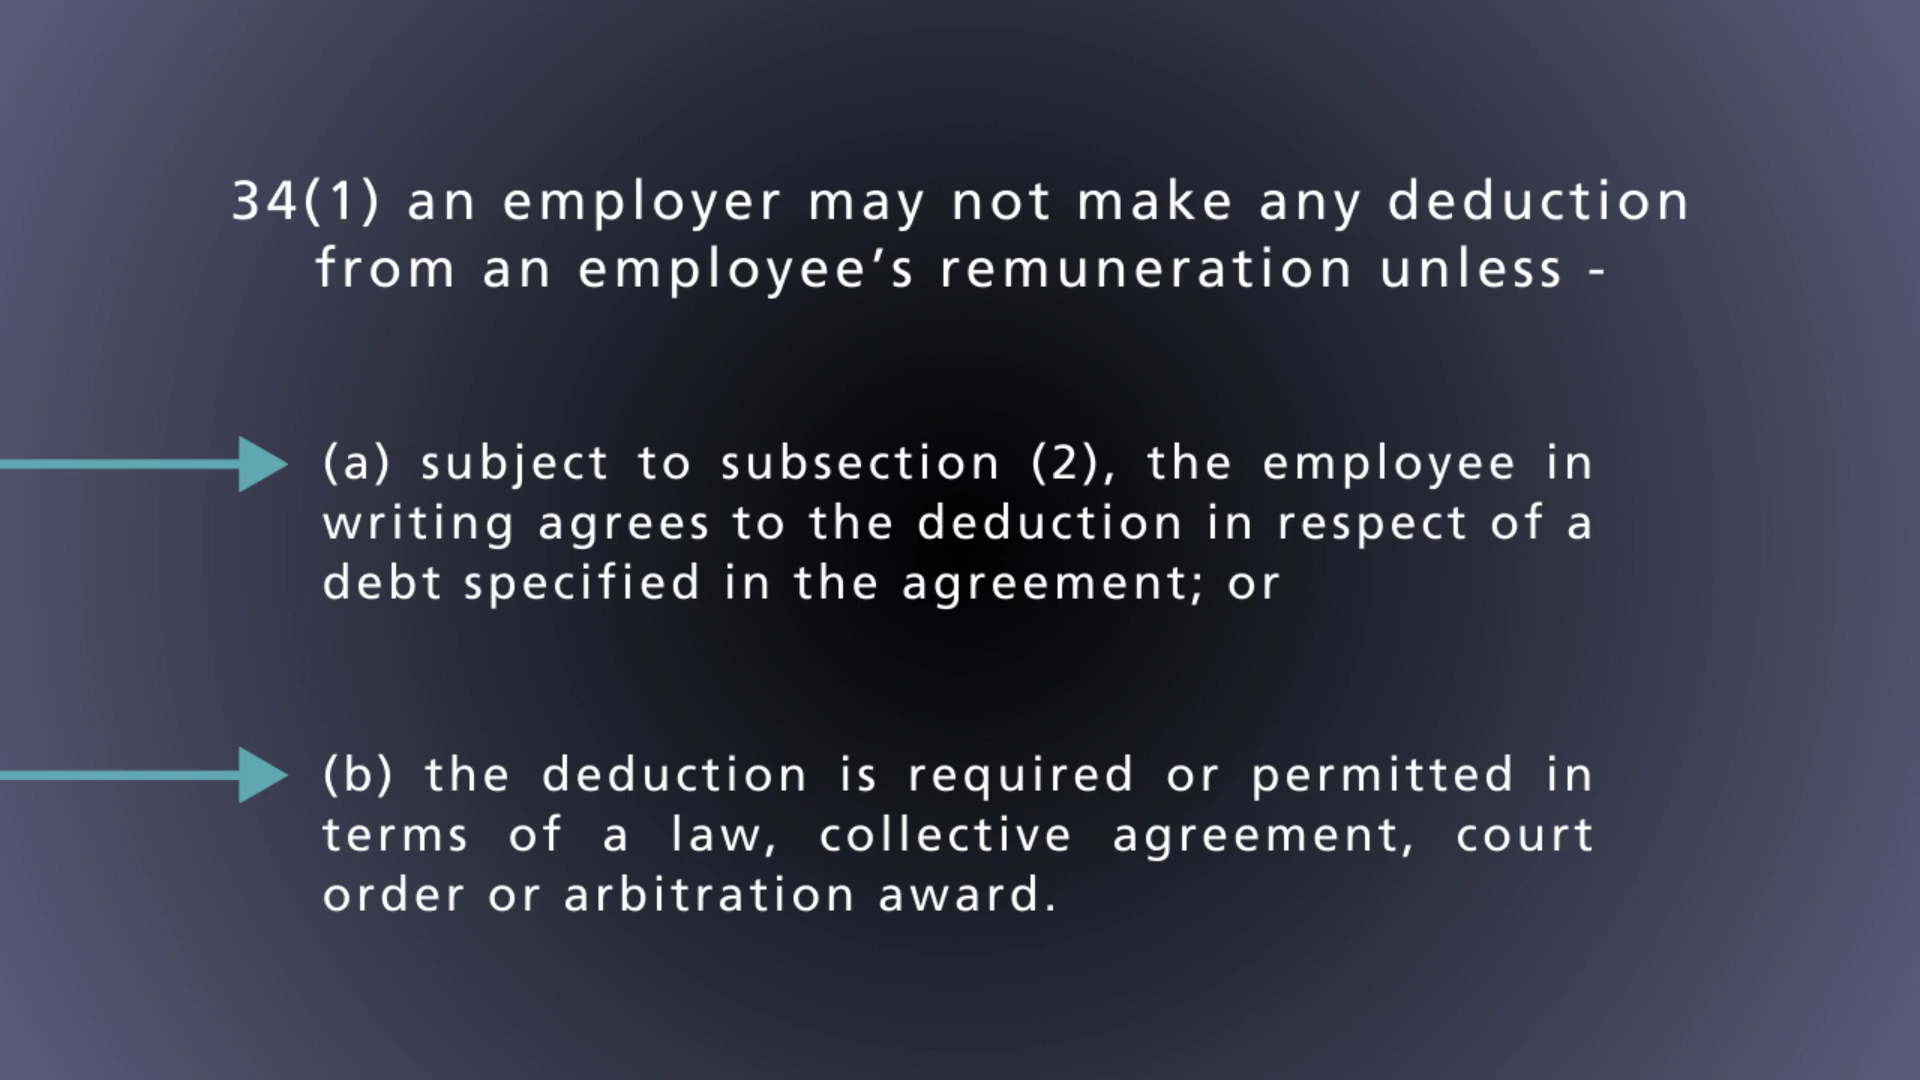 34(1) an employer may not make any deduction
from an employee’s remuneration unless -
(a) subject to subsection (2), the employee in
writing agrees to the deduction in respect of a
debt specified in the agreement; or
(b) the deduction is required or permitted in
terms of a law, collective agreement, court
order or arbitration award.